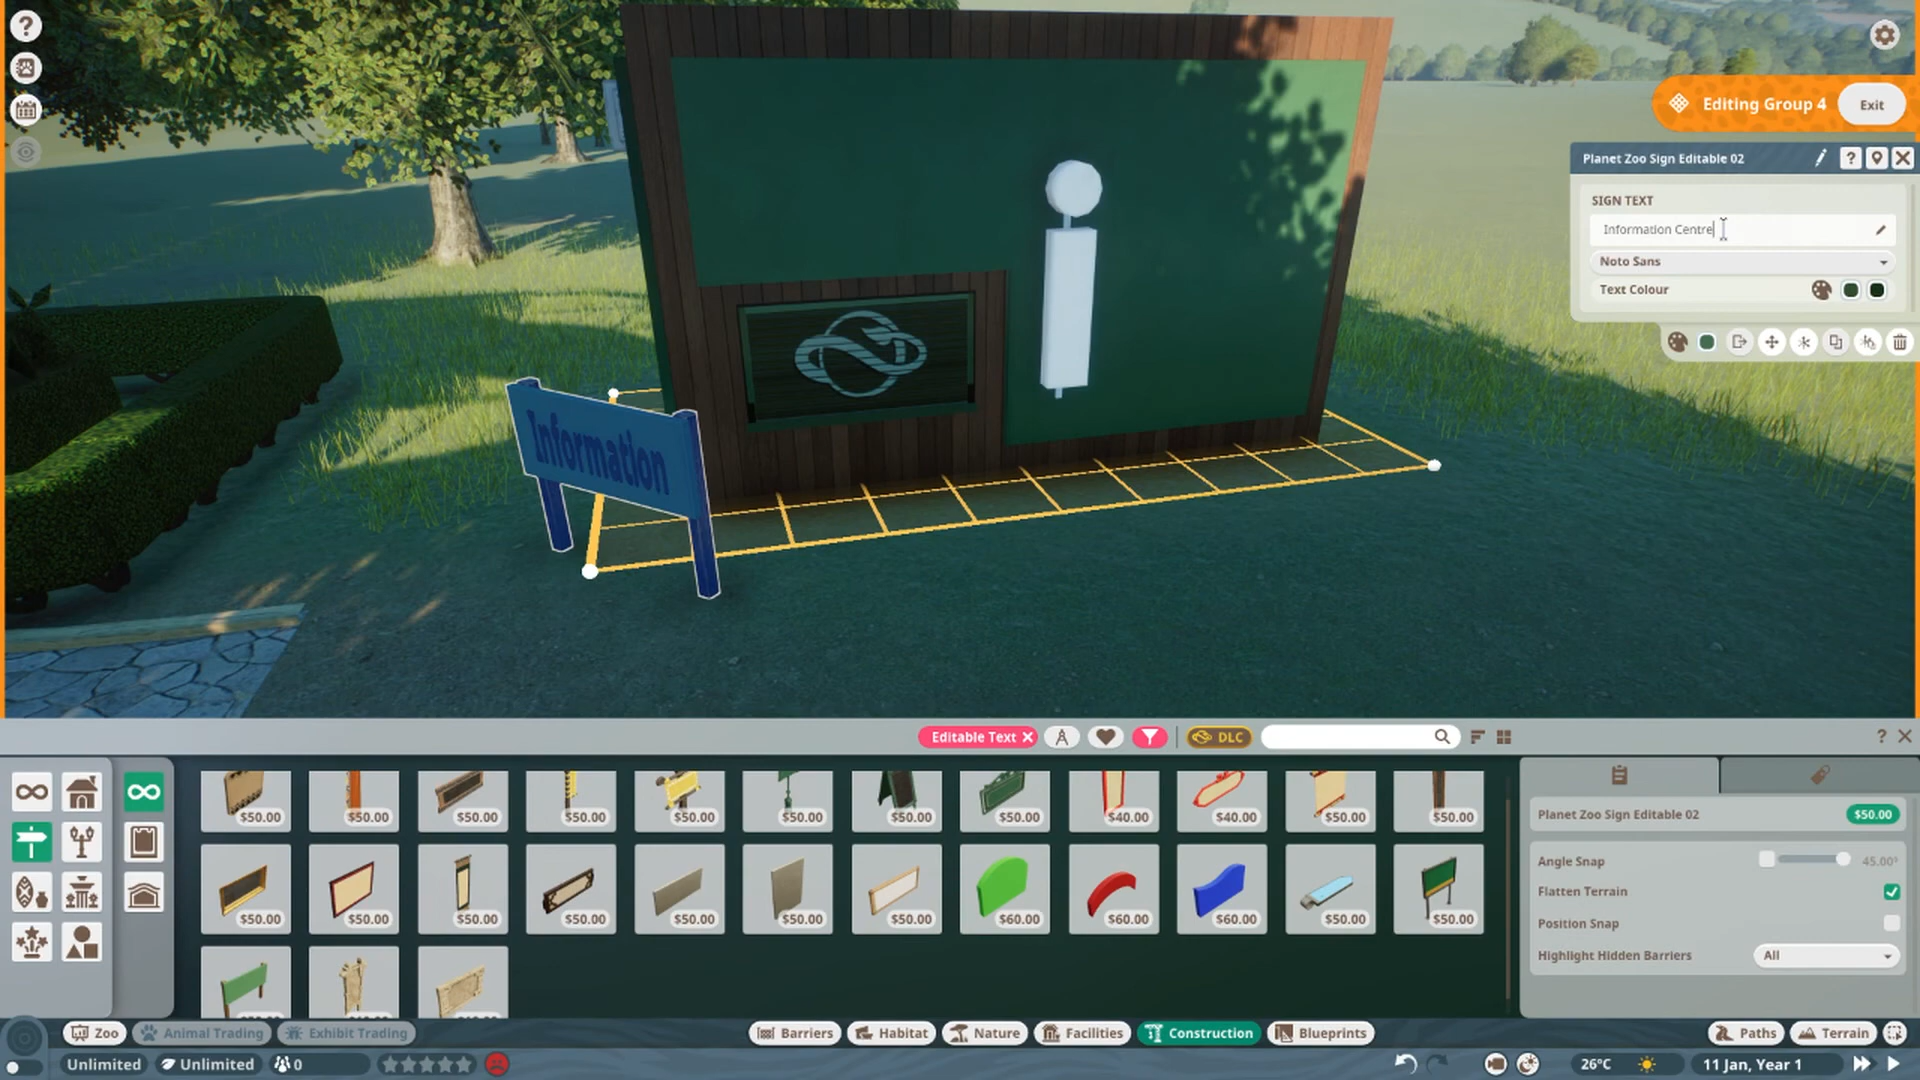 ?
Editing Group 4
Exit
Planet Zoo Sign Editable 02
?
SIGN TEXT
Information Centre
Noto Sans
Text Colour
Information
Editable Text
DLC
?
$50.00
$50.00
$50.00
$50.00
$50.00
$50.00
$50.00
$50.00
$40.00
$40.00
$50.00
$50.00
$50.00
$50.00
$50.00
$50.00
$50.00
$50.00
$50.00
$60.00
$60.00
$60.00
$50.00
$50.00
Planet Zoo Sign Editable 02
$50.00
Angle Snap
45.00°
Flatten Terrain
Position Snap
Highlight Hidden Barriers
All
Zoo
Animal Trading
Exhibit Trading
Barriers
Habitat
Nature
Facilities
Construction
Blueprints
Paths
Terrain
Unlimited
Unlimited
0
26°C
11 Jan, Year 1